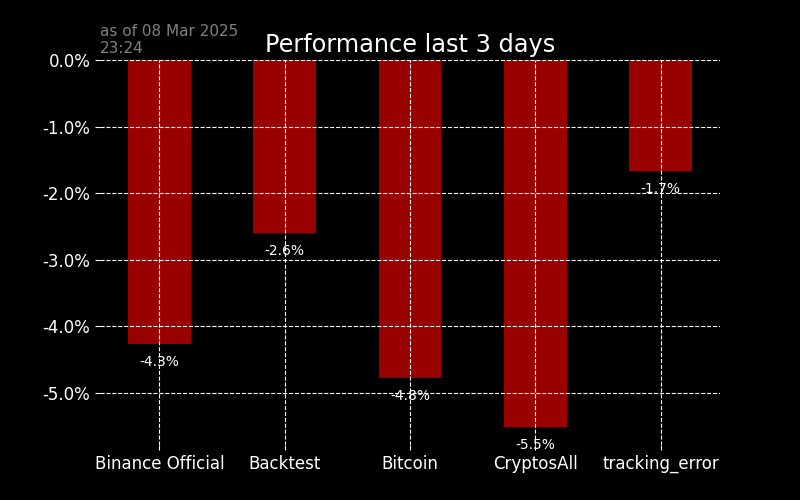 as of 08 Mar 2025
23:24
Performance last 3 days
0.0%
-1.0%
-2.0%
-3.0%
-4.0%
-5.0%
-4.3%
-2.6%
-4.8%
-5.5%
-1.7%
Binance Official
Backtest
Bitcoin
CryptosAll
tracking_error